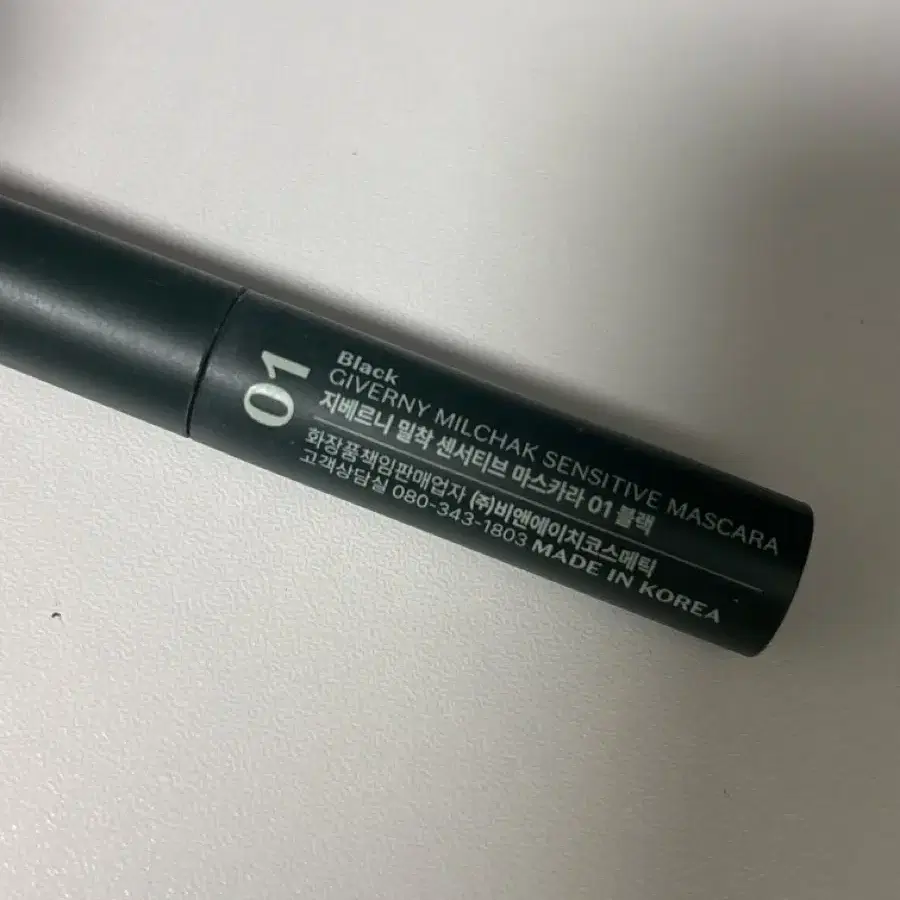 01
Black
GIVERNY MILCHAK SENSITIVE MASCARA
지베르니 밀착 센서티브 마스카라 01 블랙
화장품책임판매업자 (주)비앤에이치코스메틱
고객상담실 080-343-1803 MADE IN KOREA